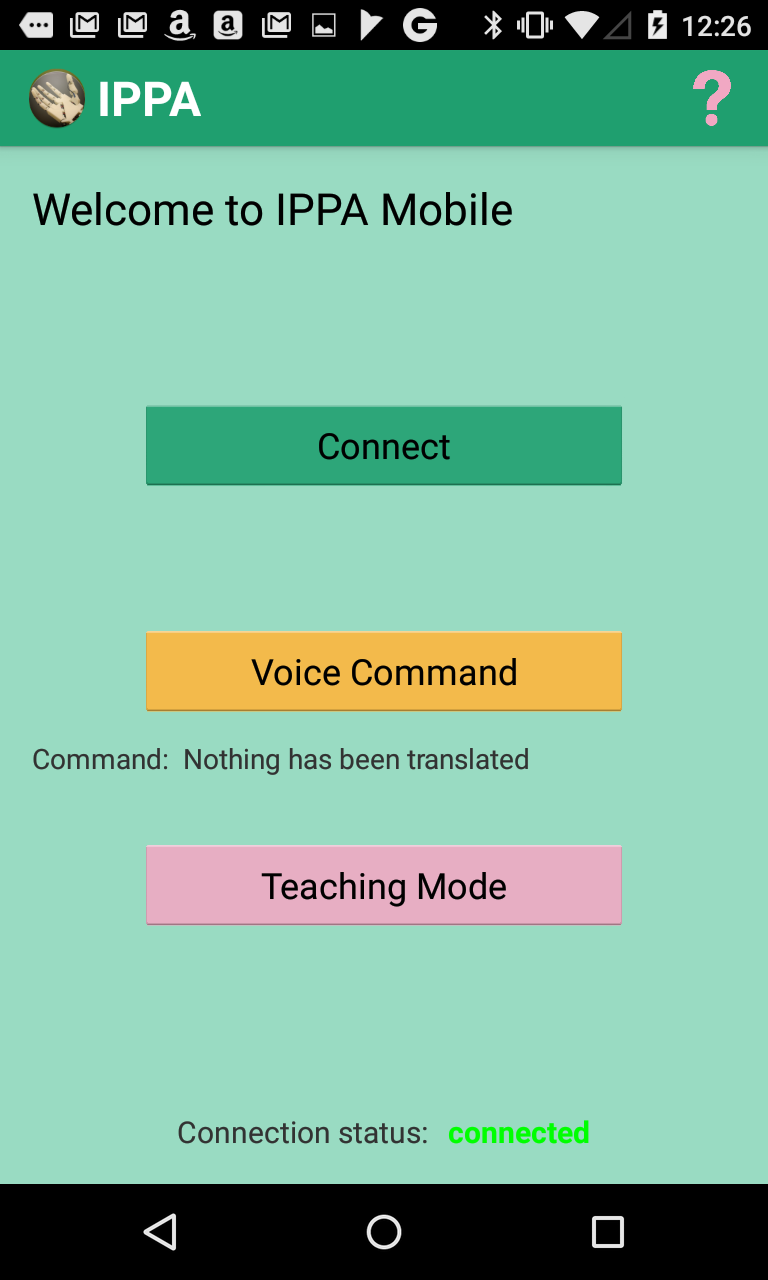 12:26
IPPA
Welcome to IPPA Mobile
Connect
Voice Command
Command: Nothing has been translated
Teaching Mode
Connection status: connected